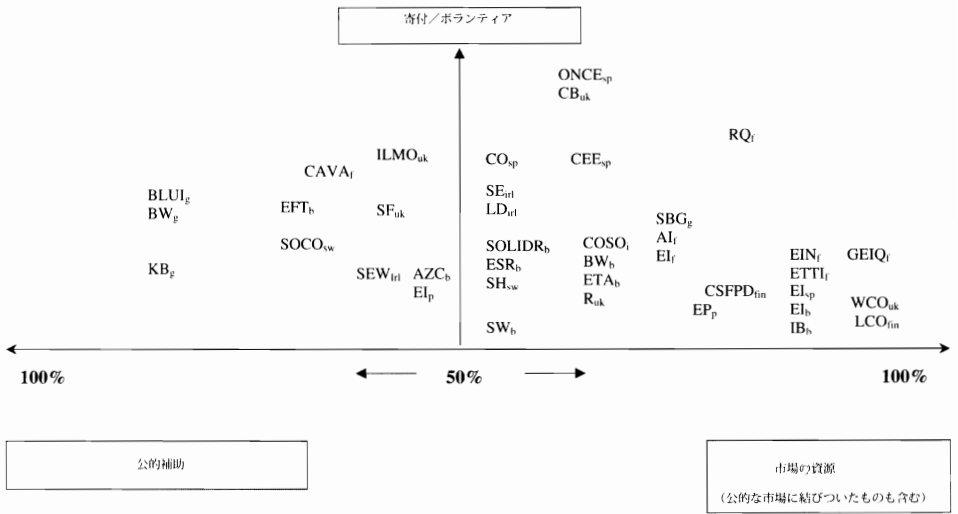 寄付／ボランティア
ONCEsp
CBuk
RQf
ILMOuk
COsp
CEEsp
CAVAf
BLUIg
BWg
EFTb
SFuk
SEirl
LDirl
SBGg
AIf
EIf
SOCOsw
SOLIDRb
ESRb
SHsw
COSOi
BWb
ETAb
Ruk
KBg
SEWIrl
AZCb
EIp
EINf
ETTIf
EIsp
EIb
IBb
GEIQf
CSFPDfin
EPp
WCOuk
LCOfin
SWb
100%
50%
100%
公的補助
市場の資源
（公的な市場に結びついたものも含む）